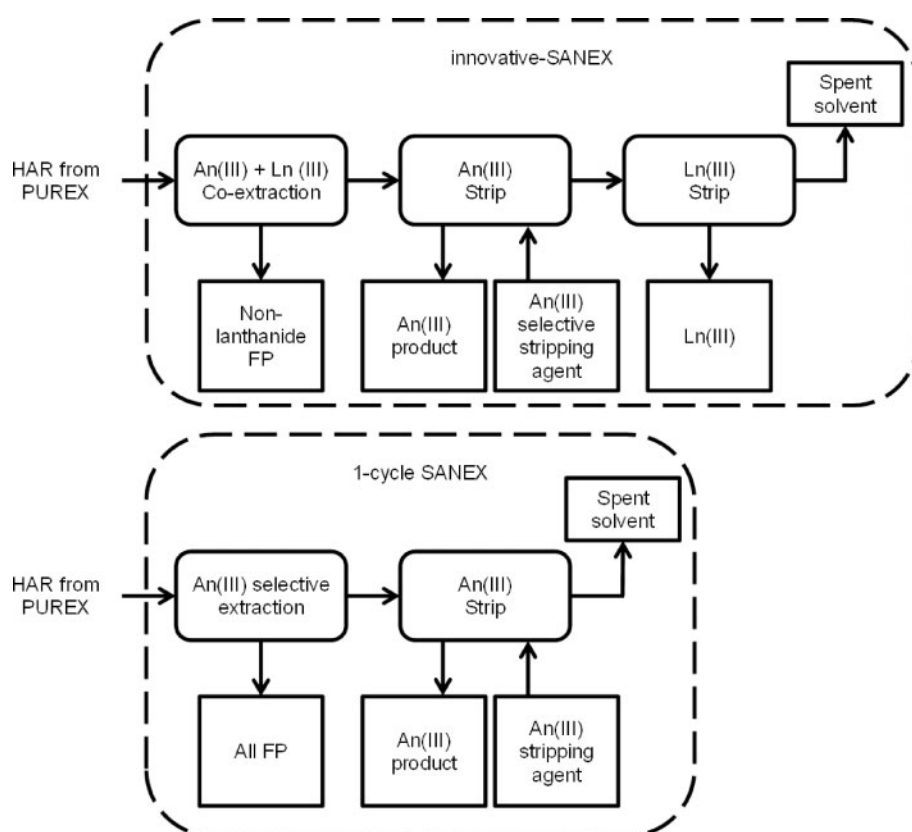 innovative-SANEX
Spent
solvent
HAR from
PUREX
An(III) + Ln (III)
Co-extraction
An(III)
Strip
Ln(III)
Strip
Non-
lanthanide
FP
An(III)
product
An(III)
selective
stripping
agent
Ln(III)
1-cycle SANEX
Spent
solvent
HAR from
PUREX
An(III) selective
extraction
An(III)
Strip
All FP
An(III)
product
An(III)
stripping
agent